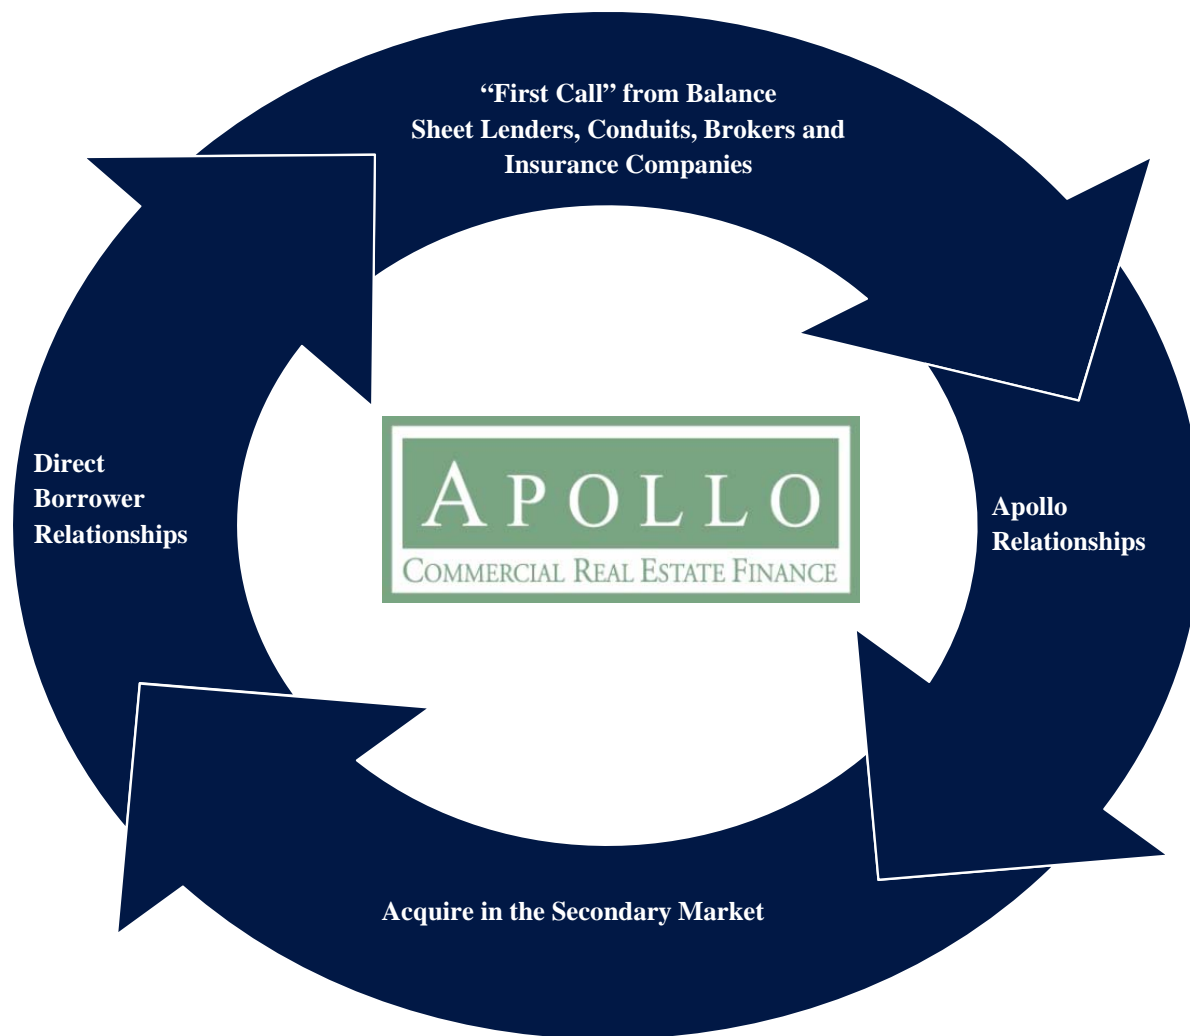 “First Call” from Balance
Sheet Lenders, Conduits, Brokers and
Insurance Companies
Direct
Borrower
Relationships
APOLLO
COMMERCIAL REAL ESTATE FINANCE
Apollo
Relationships
Acquire in the Secondary Market